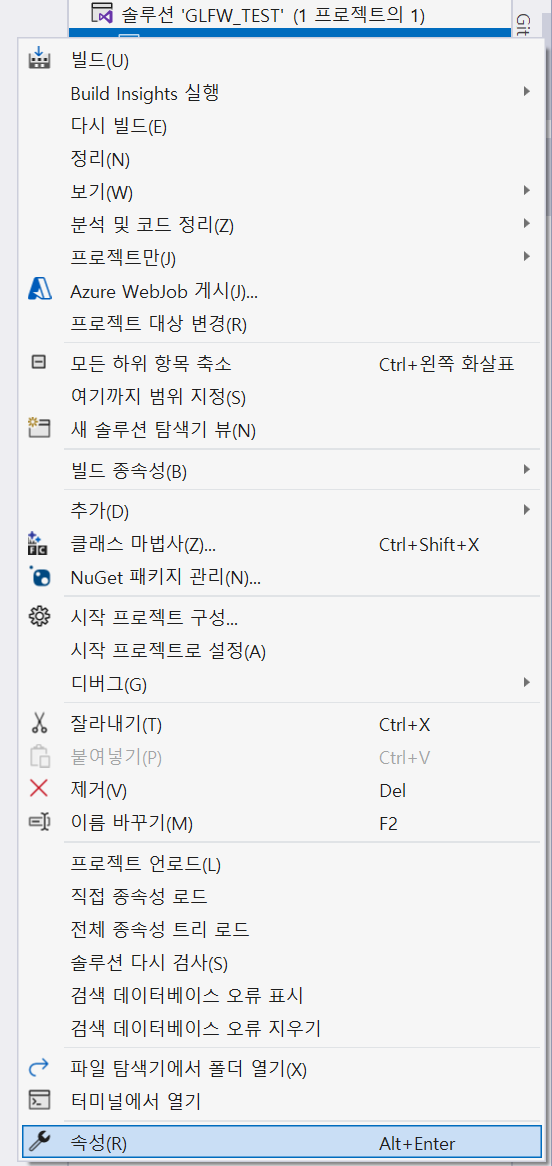 솔루션 'GLFW_TEST' (1 프로젝트의 1)
Git
빌드(U)
Build Insights 실행
다시 빌드(E)
정리(N)
보기(W)
분석 및 코드 정리(Z)
프로젝트만(J)
Azure WebJob 게시(J)...
프로젝트 대상 변경(R)
모든 하위 항목 축소 Ctrl+왼쪽 화살표
여기까지 범위 지정(S)
새 솔루션 탐색기 뷰(N)
빌드 종속성(B)
추가(D)
클래스 마법사(Z)... Ctrl+Shift+X
NuGet 패키지 관리(N)...
시작 프로젝트 구성...
시작 프로젝트로 설정(A)
디버그(G)
잘라내기(T) Ctrl+X
붙여넣기(P) Ctrl+V
제거(V) Del
이름 바꾸기(M) F2
프로젝트 언로드(L)
직접 종속성 로드
전체 종속성 트리 로드
솔루션 다시 검사(S)
검색 데이터베이스 오류 표시
검색 데이터베이스 오류 지우기
파일 탐색기에서 폴더 열기(X)
터미널에서 열기
속성(R) Alt+Enter